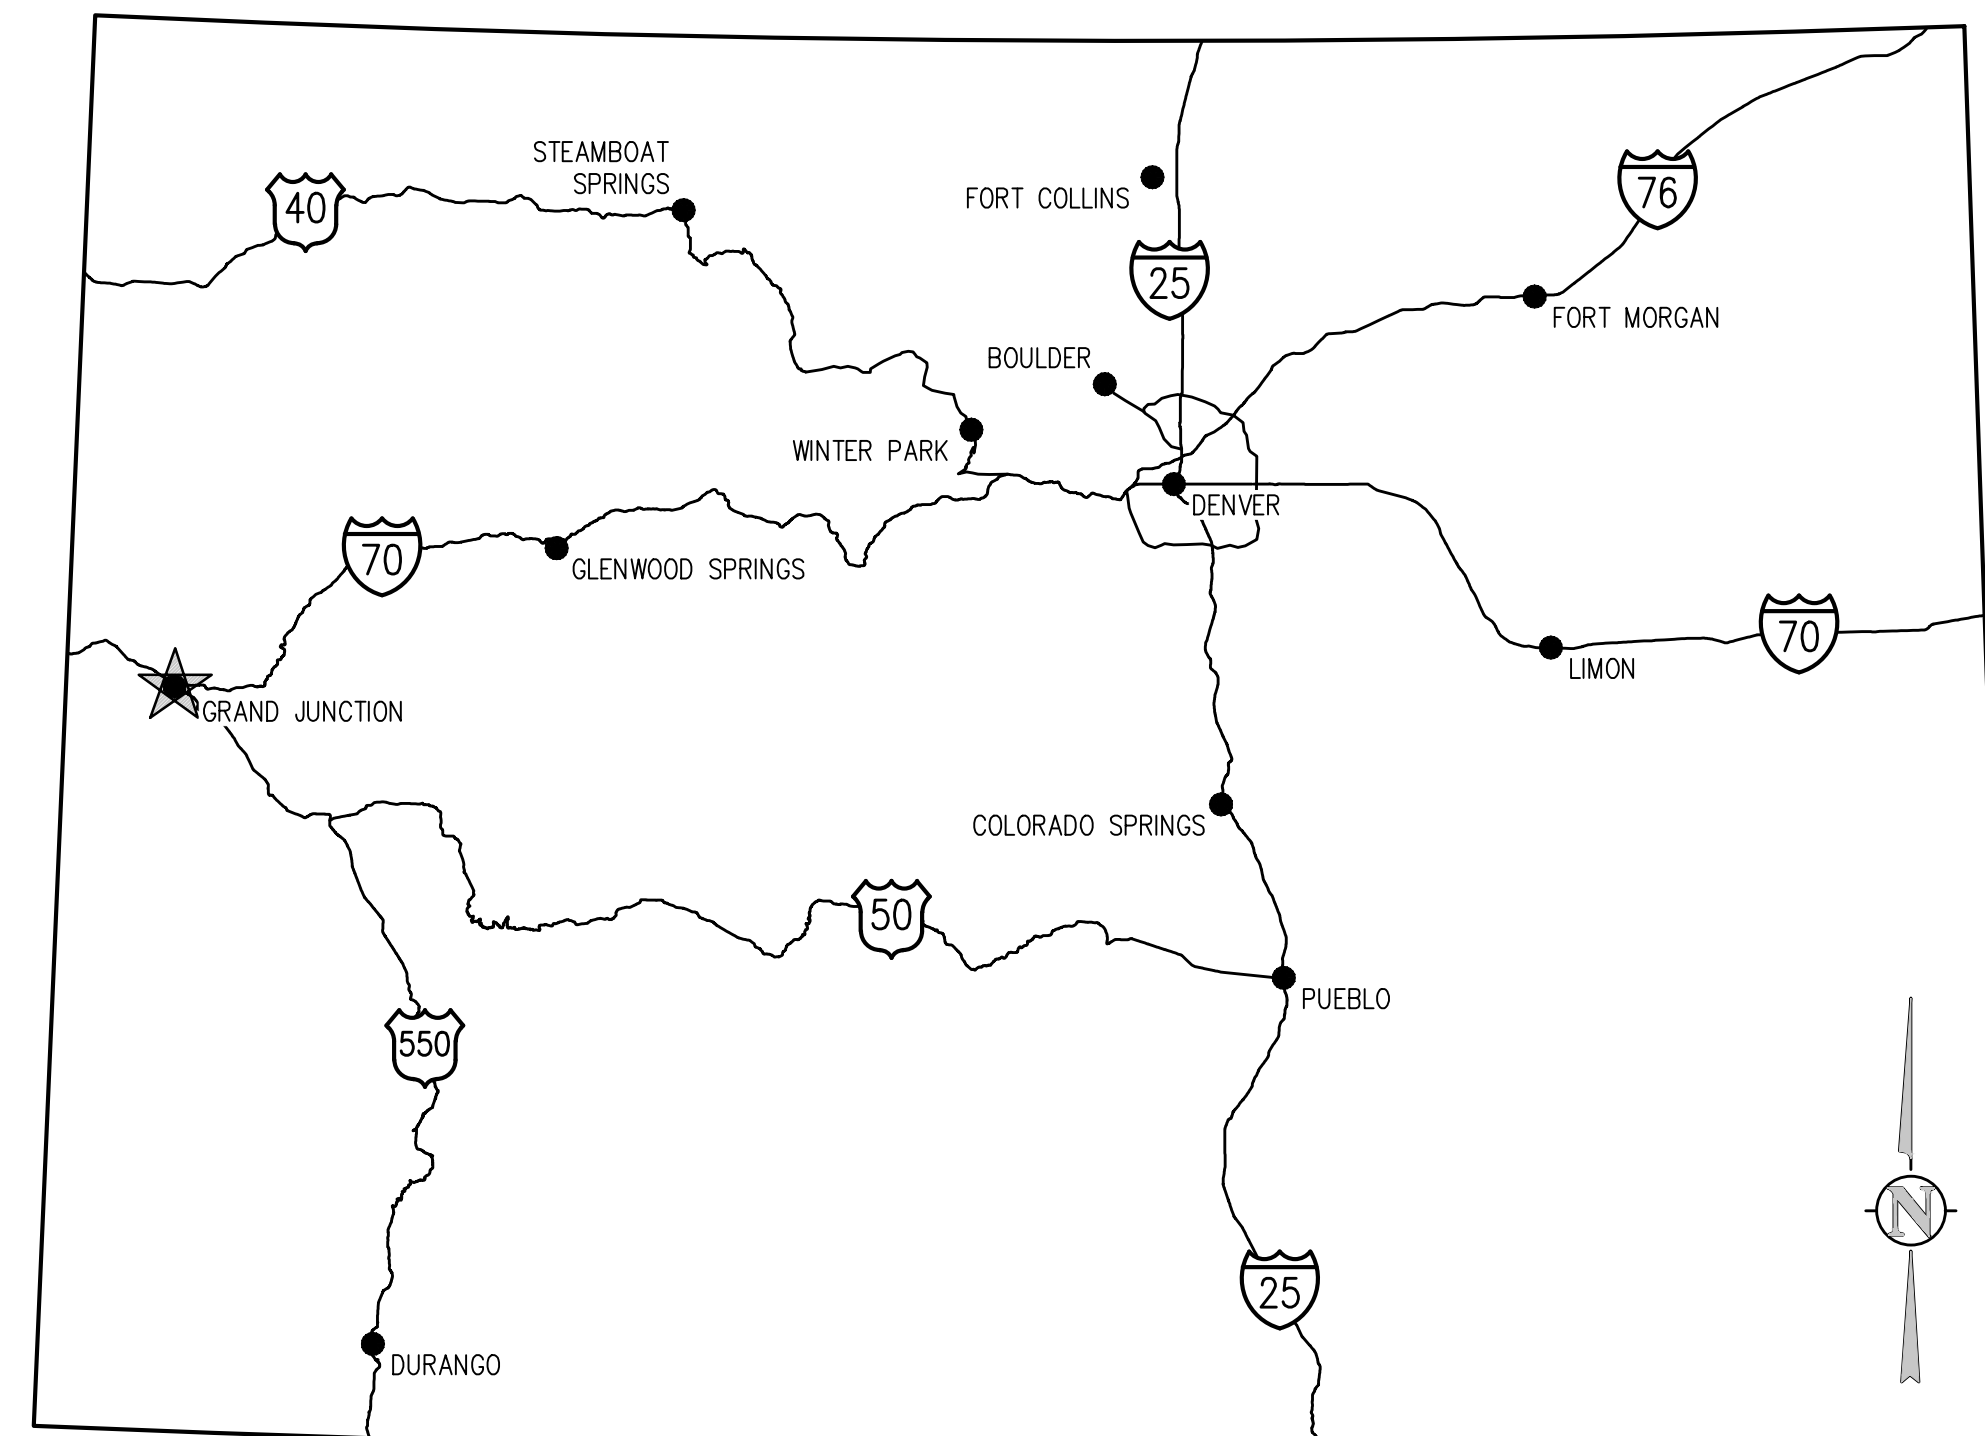 STEAMBOAT
SPRINGS
40
FORT COLLINS
76
25
FORT MORGAN
BOULDER
WINTER PARK
DENVER
70
GLENWOOD SPRINGS
70
LIMON
GRAND JUNCTION
COLORADO SPRINGS
50
PUEBLO
550
N
25
DURANGO